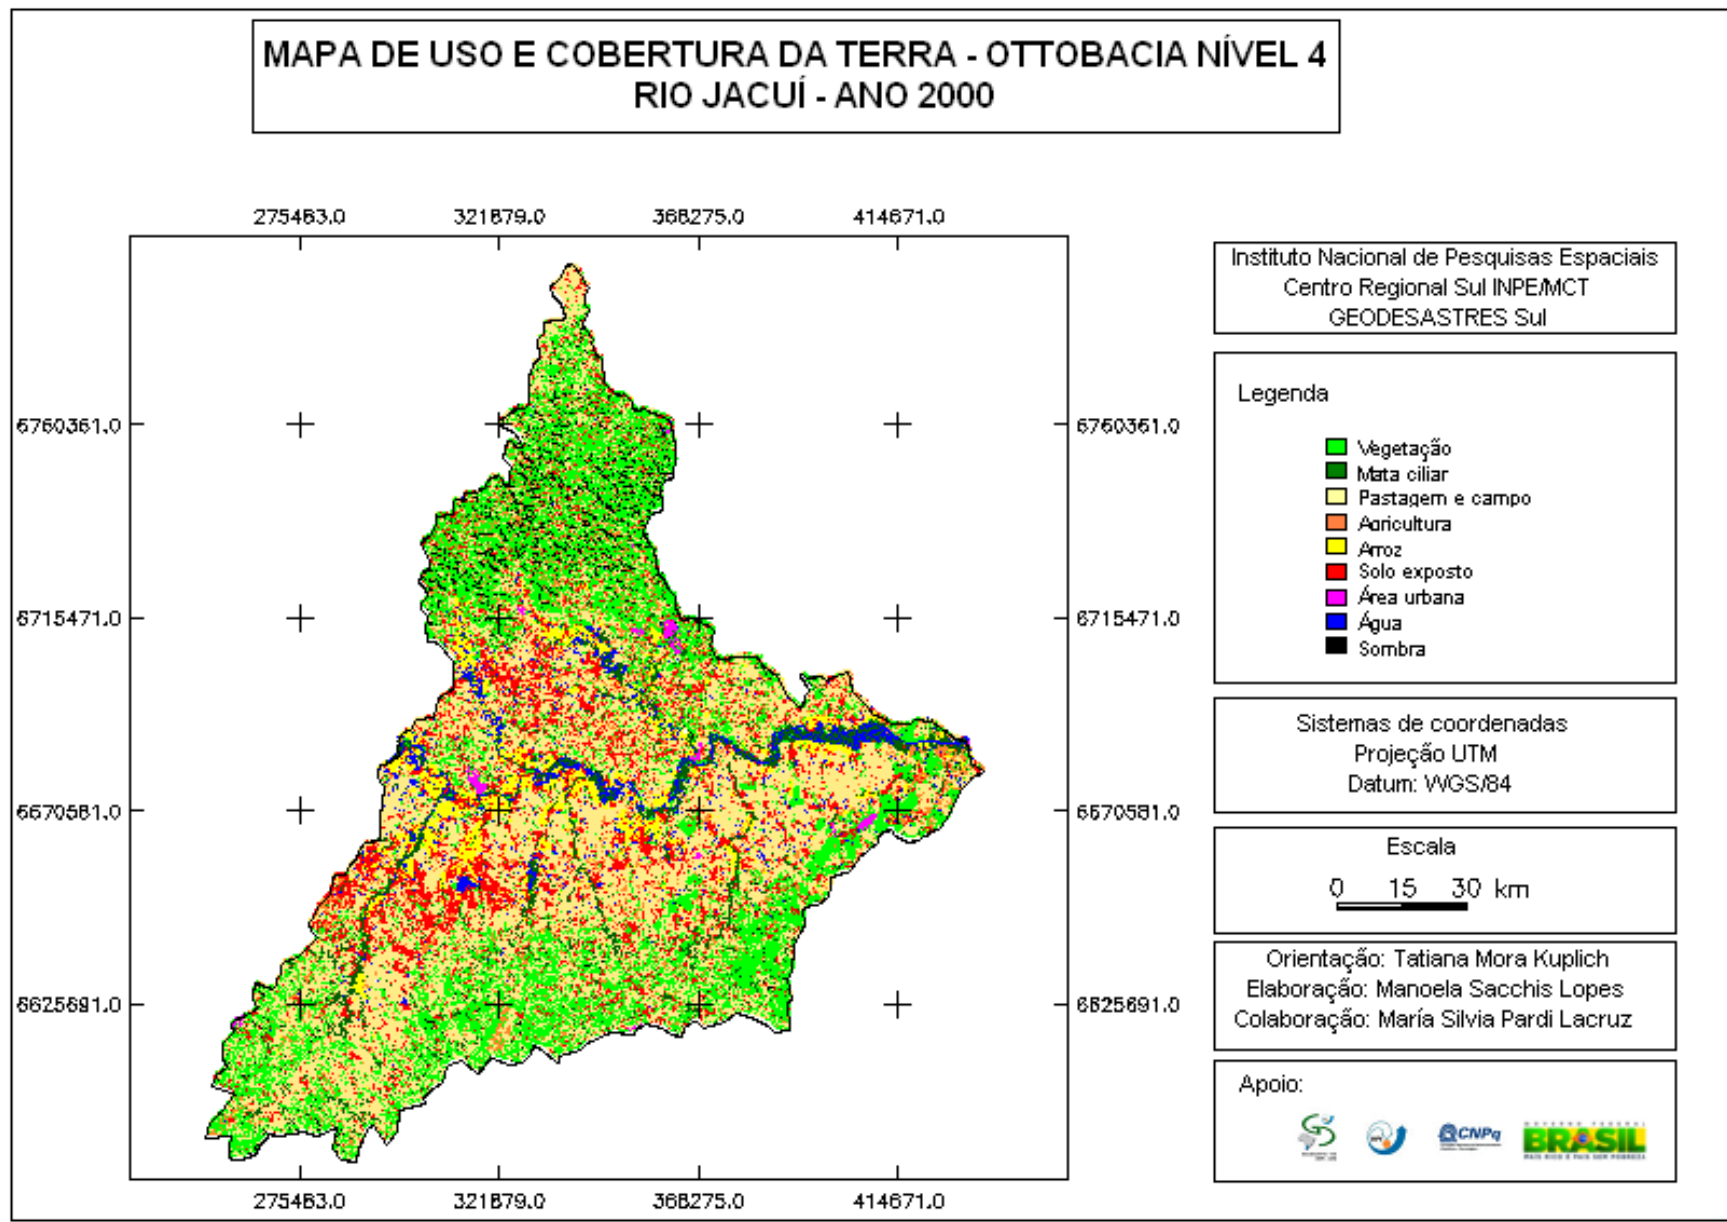 MAPA DE USO E COBERTURA DA TERRA - OTTOBACIA NÍVEL 4
RIO JACUÍ - ANO 2000
275483.0 321879.0 368275.0 414671.0
6760361.0 6760361.0
6715471.0 6715471.0
6670581.0 6670581.0
6625691.0 6625691.0
275483.0 321879.0 368275.0 414671.0
Instituto Nacional de Pesquisas Espaciais
Centro Regional Sul INPE/MCT
GEODESASTRES Sul
Legenda
Vegetação
Mata ciliar
Pastagem e campo
Agricultura
Arroz
Solo exposto
Área urbana
Água
Sombra
Sistemas de coordenadas
Projeção UTM
Datum: WGS/84
Escala
0 15 30 km
Orientação: Tatiana Mora Kuplich
Elaboração: Manoela Sacchis Lopes
Colaboração: María Silvia Pardi Lacruz
Apoio:
CNPq
BRASIL